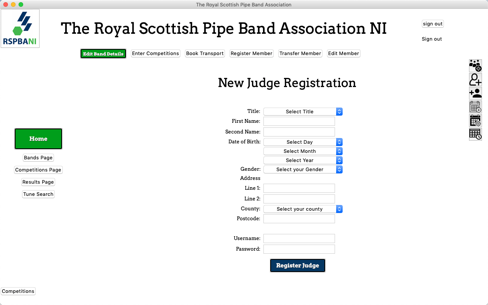 The Royal Scottish Pipe Band Association
RSPBANI
The Royal Scottish Pipe Band Association NI
sign out
Sign out
Edit Band Details
Enter Competitions
Book Transport
Register Member
Transfer Member
Edit Member
New Judge Registration
Title: Select Title
First Name:
Second Name:
Date of Birth: Select Day
Select Month
Select Year
Gender: Select your Gender
Address
Line 1:
Line 2:
County: Select your county
Postcode:
Username:
Password:
Register Judge
Home
Bands Page
Competitions Page
Results Page
Tune Search
Competitions